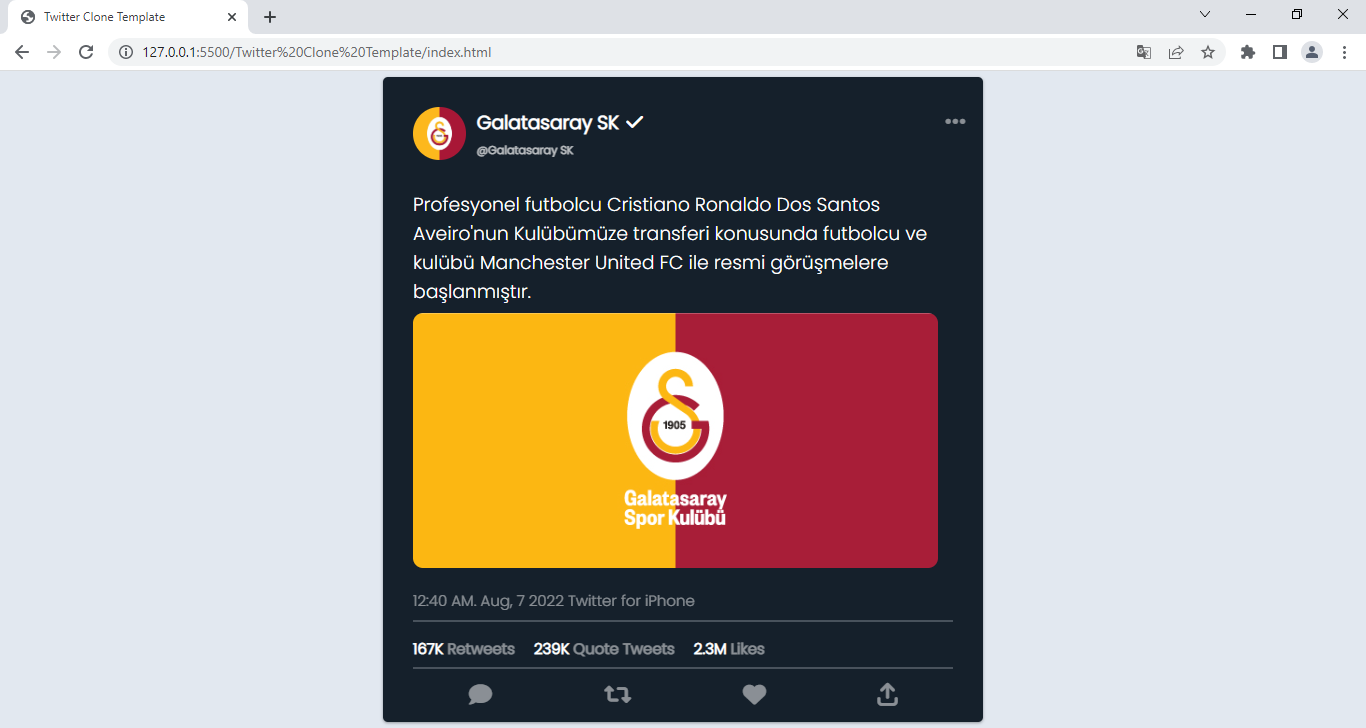 Twitter Clone Template
127.0.0.1:5500/Twitter%20Clone%20Template/index.html
Galatasaray SK
@Galatasaray SK
Profesyonel futbolcu Cristiano Ronaldo Dos Santos
Aveiro'nun Kulübümüze transferi konusunda futbolcu ve
kulübü Manchester United FC ile resmi görüşmelere
başlanmıştır.
1905
Galatasaray
Spor Kulübü
12:40 AM. Aug, 7 2022 Twitter for iPhone
167K Retweets 239K Quote Tweets 2.3M Likes